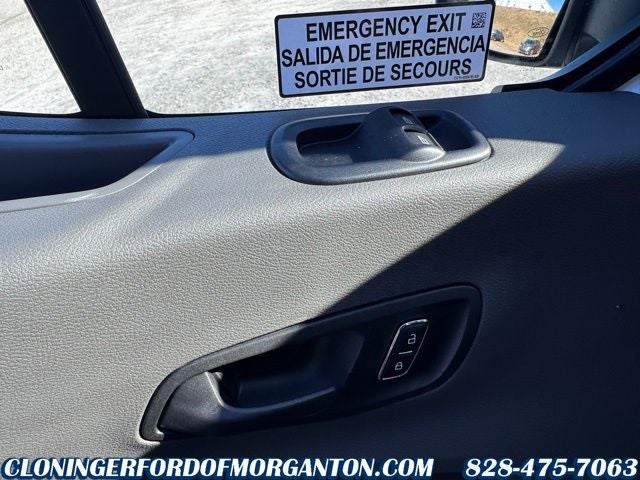 EMERGENCY EXIT
SALIDA DE EMERGENCIA
SORTIE DE SECOURS
CLONINGERFORDOFMORGANTON.COM 828-475-7063